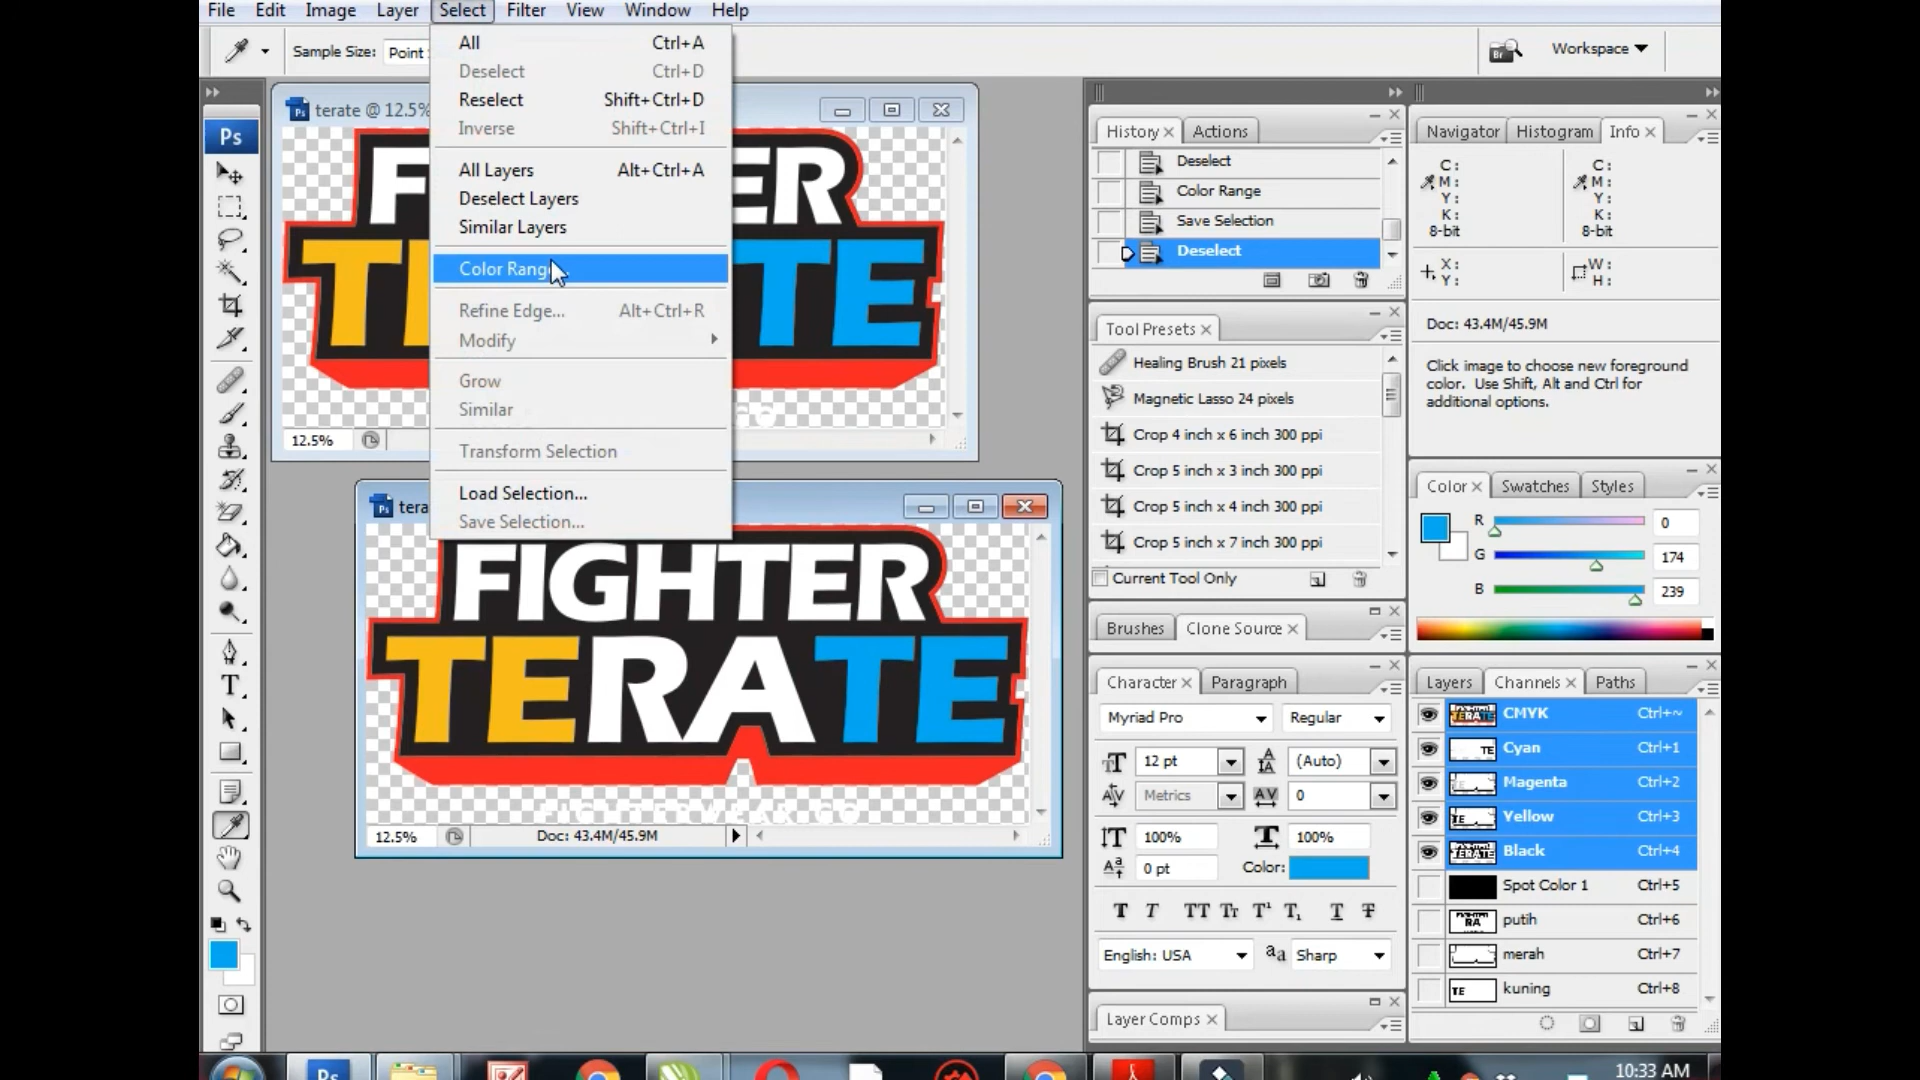 File Edit Image Layer Select Filter View Window Help
Sample Size: Point
Br Workspace
All Ctrl+A
Deselect Ctrl+D
Reselect Shift+Ctrl+D
Inverse Shift+Ctrl+I
All Layers Alt+Ctrl+A
Deselect Layers
Similar Layers
Color Range
Refine Edge... Alt+Ctrl+R
Modify
Grow
Similar
Transform Selection
Load Selection...
Save Selection...
Ps
terate @ 12.5%
12.5%
FIGHTER
TERATE
FIGHTERWEAR.CO
12.5% Doc: 43.4M/45.9M
History Actions
Deselect
Color Range
Save Selection
Deselect
Tool Presets
Healing Brush 21 pixels
Magnetic Lasso 24 pixels
Crop 4 inch x 6 inch 300 ppi
Crop 5 inch x 3 inch 300 ppi
Crop 5 inch x 4 inch 300 ppi
Crop 5 inch x 7 inch 300 ppi
Current Tool Only
Brushes Clone Source
Character Paragraph
Myriad Pro Regular
12 pt (Auto)
Metrics 0
100% 100%
0 pt Color:
English: USA aa Sharp
Layer Comps
Navigator Histogram Info
C: C:
M: M:
Y: Y:
K: K:
8-bit 8-bit
X: W:
Y: H:
Doc: 43.4M/45.9M
Click image to choose new foreground
color. Use Shift, Alt and Ctrl for
additional options.
Color Swatches Styles
R 0
G 174
B 239
Layers Channels Paths
CMYK Ctrl+~
Cyan Ctrl+1
Magenta Ctrl+2
Yellow Ctrl+3
Black Ctrl+4
Spot Color 1 Ctrl+5
putih Ctrl+6
merah Ctrl+7
kuning Ctrl+8
Ps
10:33 AM